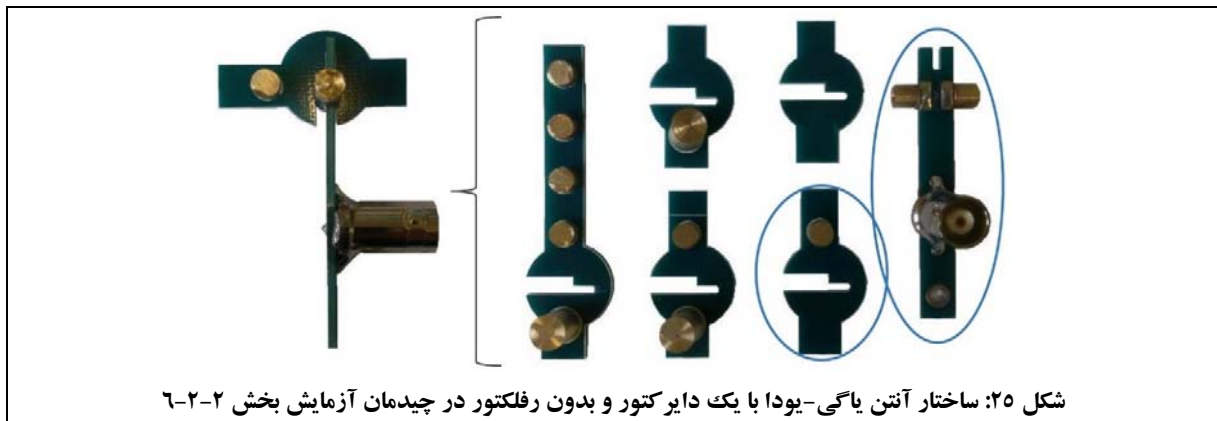 شکل ۲۵: ساختار آنتن یاگی-یودا با یک دایرکتور و بدون رفلکتور در چیدمان آزمایش بخش ۲-۲-۶